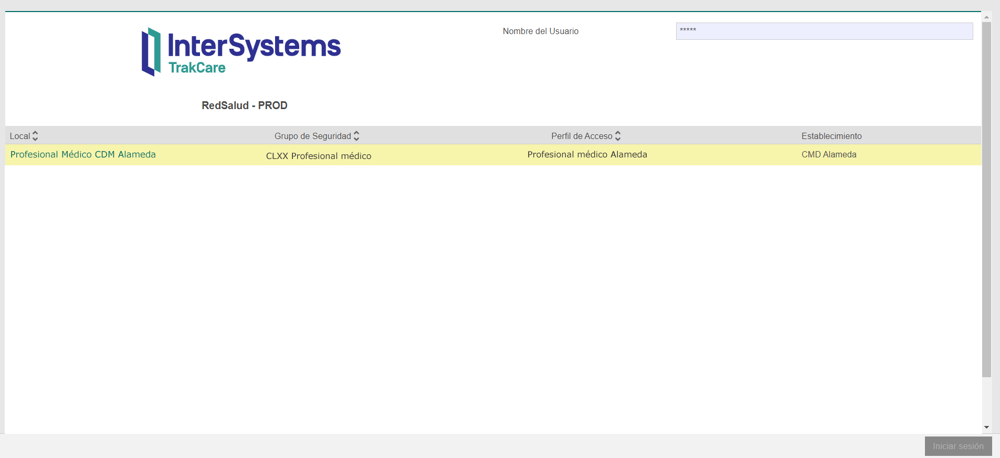 InterSystems
TrakCare
Nombre del Usuario
*****
RedSalud - PROD
Local Grupo de Seguridad Perfil de Acceso Establecimiento
Profesional Médico CDM Alameda CLXX Profesional médico Profesional médico Alameda CMD Alameda
Iniciar sesión